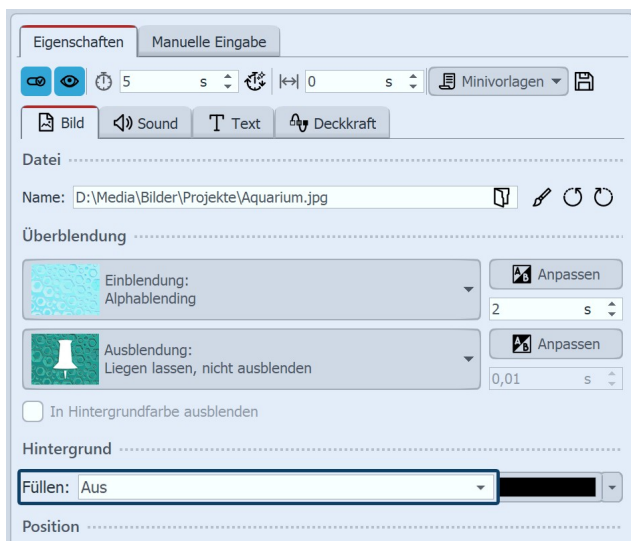 Eigenschaften Manuelle Eingabe
5 s 0 s Minivorlagen
Bild Sound T Text Deckkraft
Datei
Name: D:\Media\Bilder\Projekte\Aquarium.jpg
Überblendung
Einblendung:
Alphablending
Anpassen
2 s
Ausblendung:
Liegen lassen, nicht ausblenden
Anpassen
0,01 s
In Hintergrundfarbe ausblenden
Hintergrund
Füllen: Aus
Position